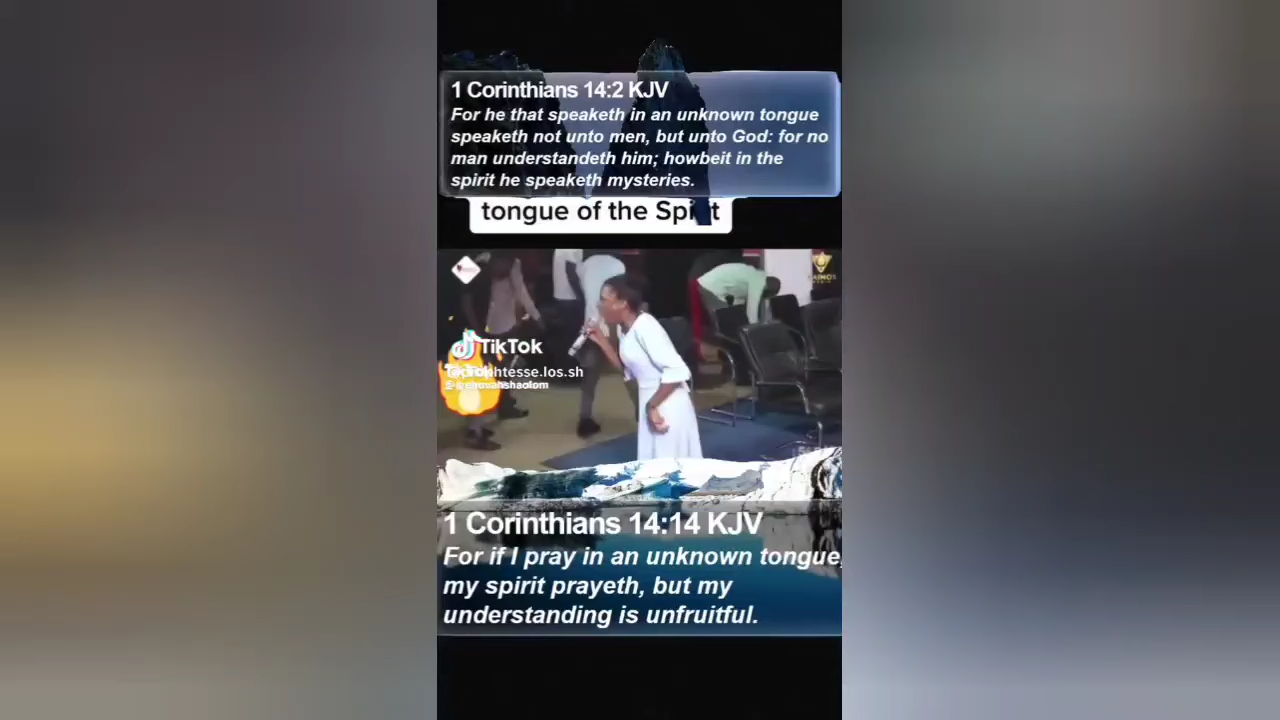 1 Corinthians 14:2 KJV
For he that speaketh in an unknown tongue
speaketh not unto men, but unto God: for no
man understandeth him; howbeit in the
spirit he speaketh mysteries.
tongue of the Spirit
TikTok
1 Corinthians 14:14 KJV
For if I pray in an unknown tongue,
my spirit prayeth, but my
understanding is unfruitful.